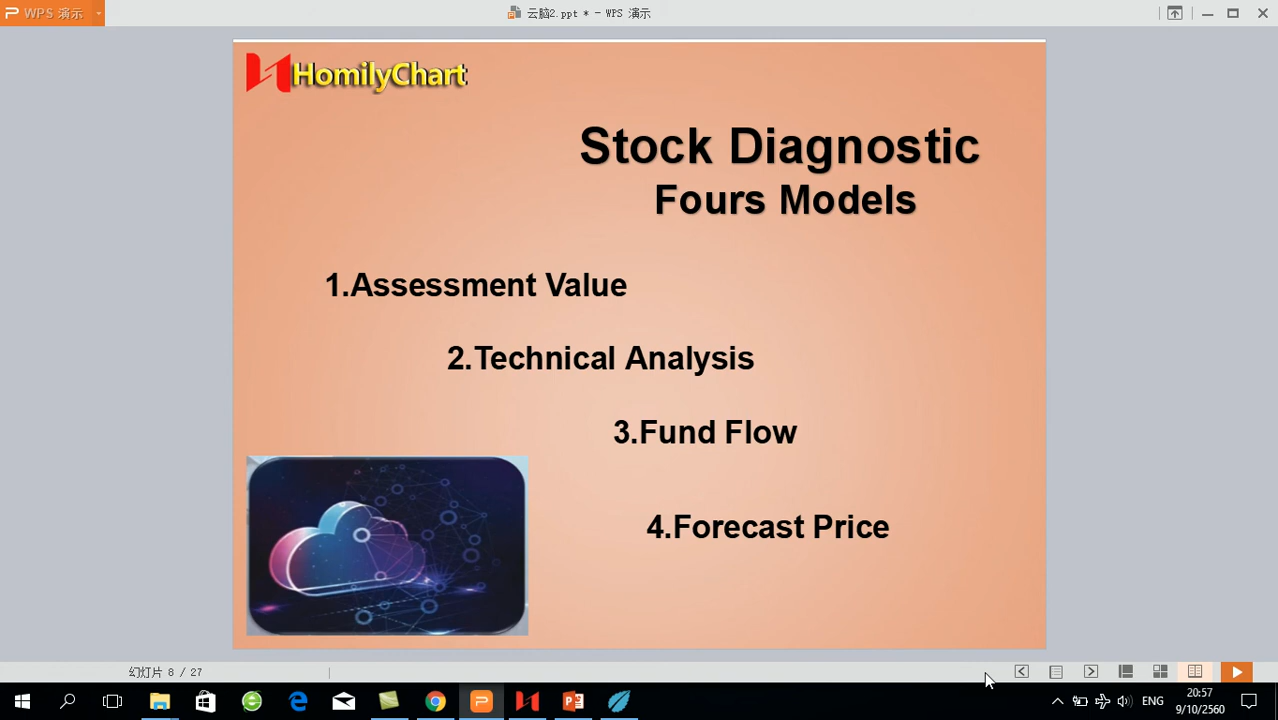 WPS 演示
云脑2.ppt * - WPS 演示
HomilyChart
Stock Diagnostic
Fours Models
1.Assessment Value
2.Technical Analysis
3.Fund Flow
4.Forecast Price
幻灯片 8 / 27
ENG
20:57
9/10/2560